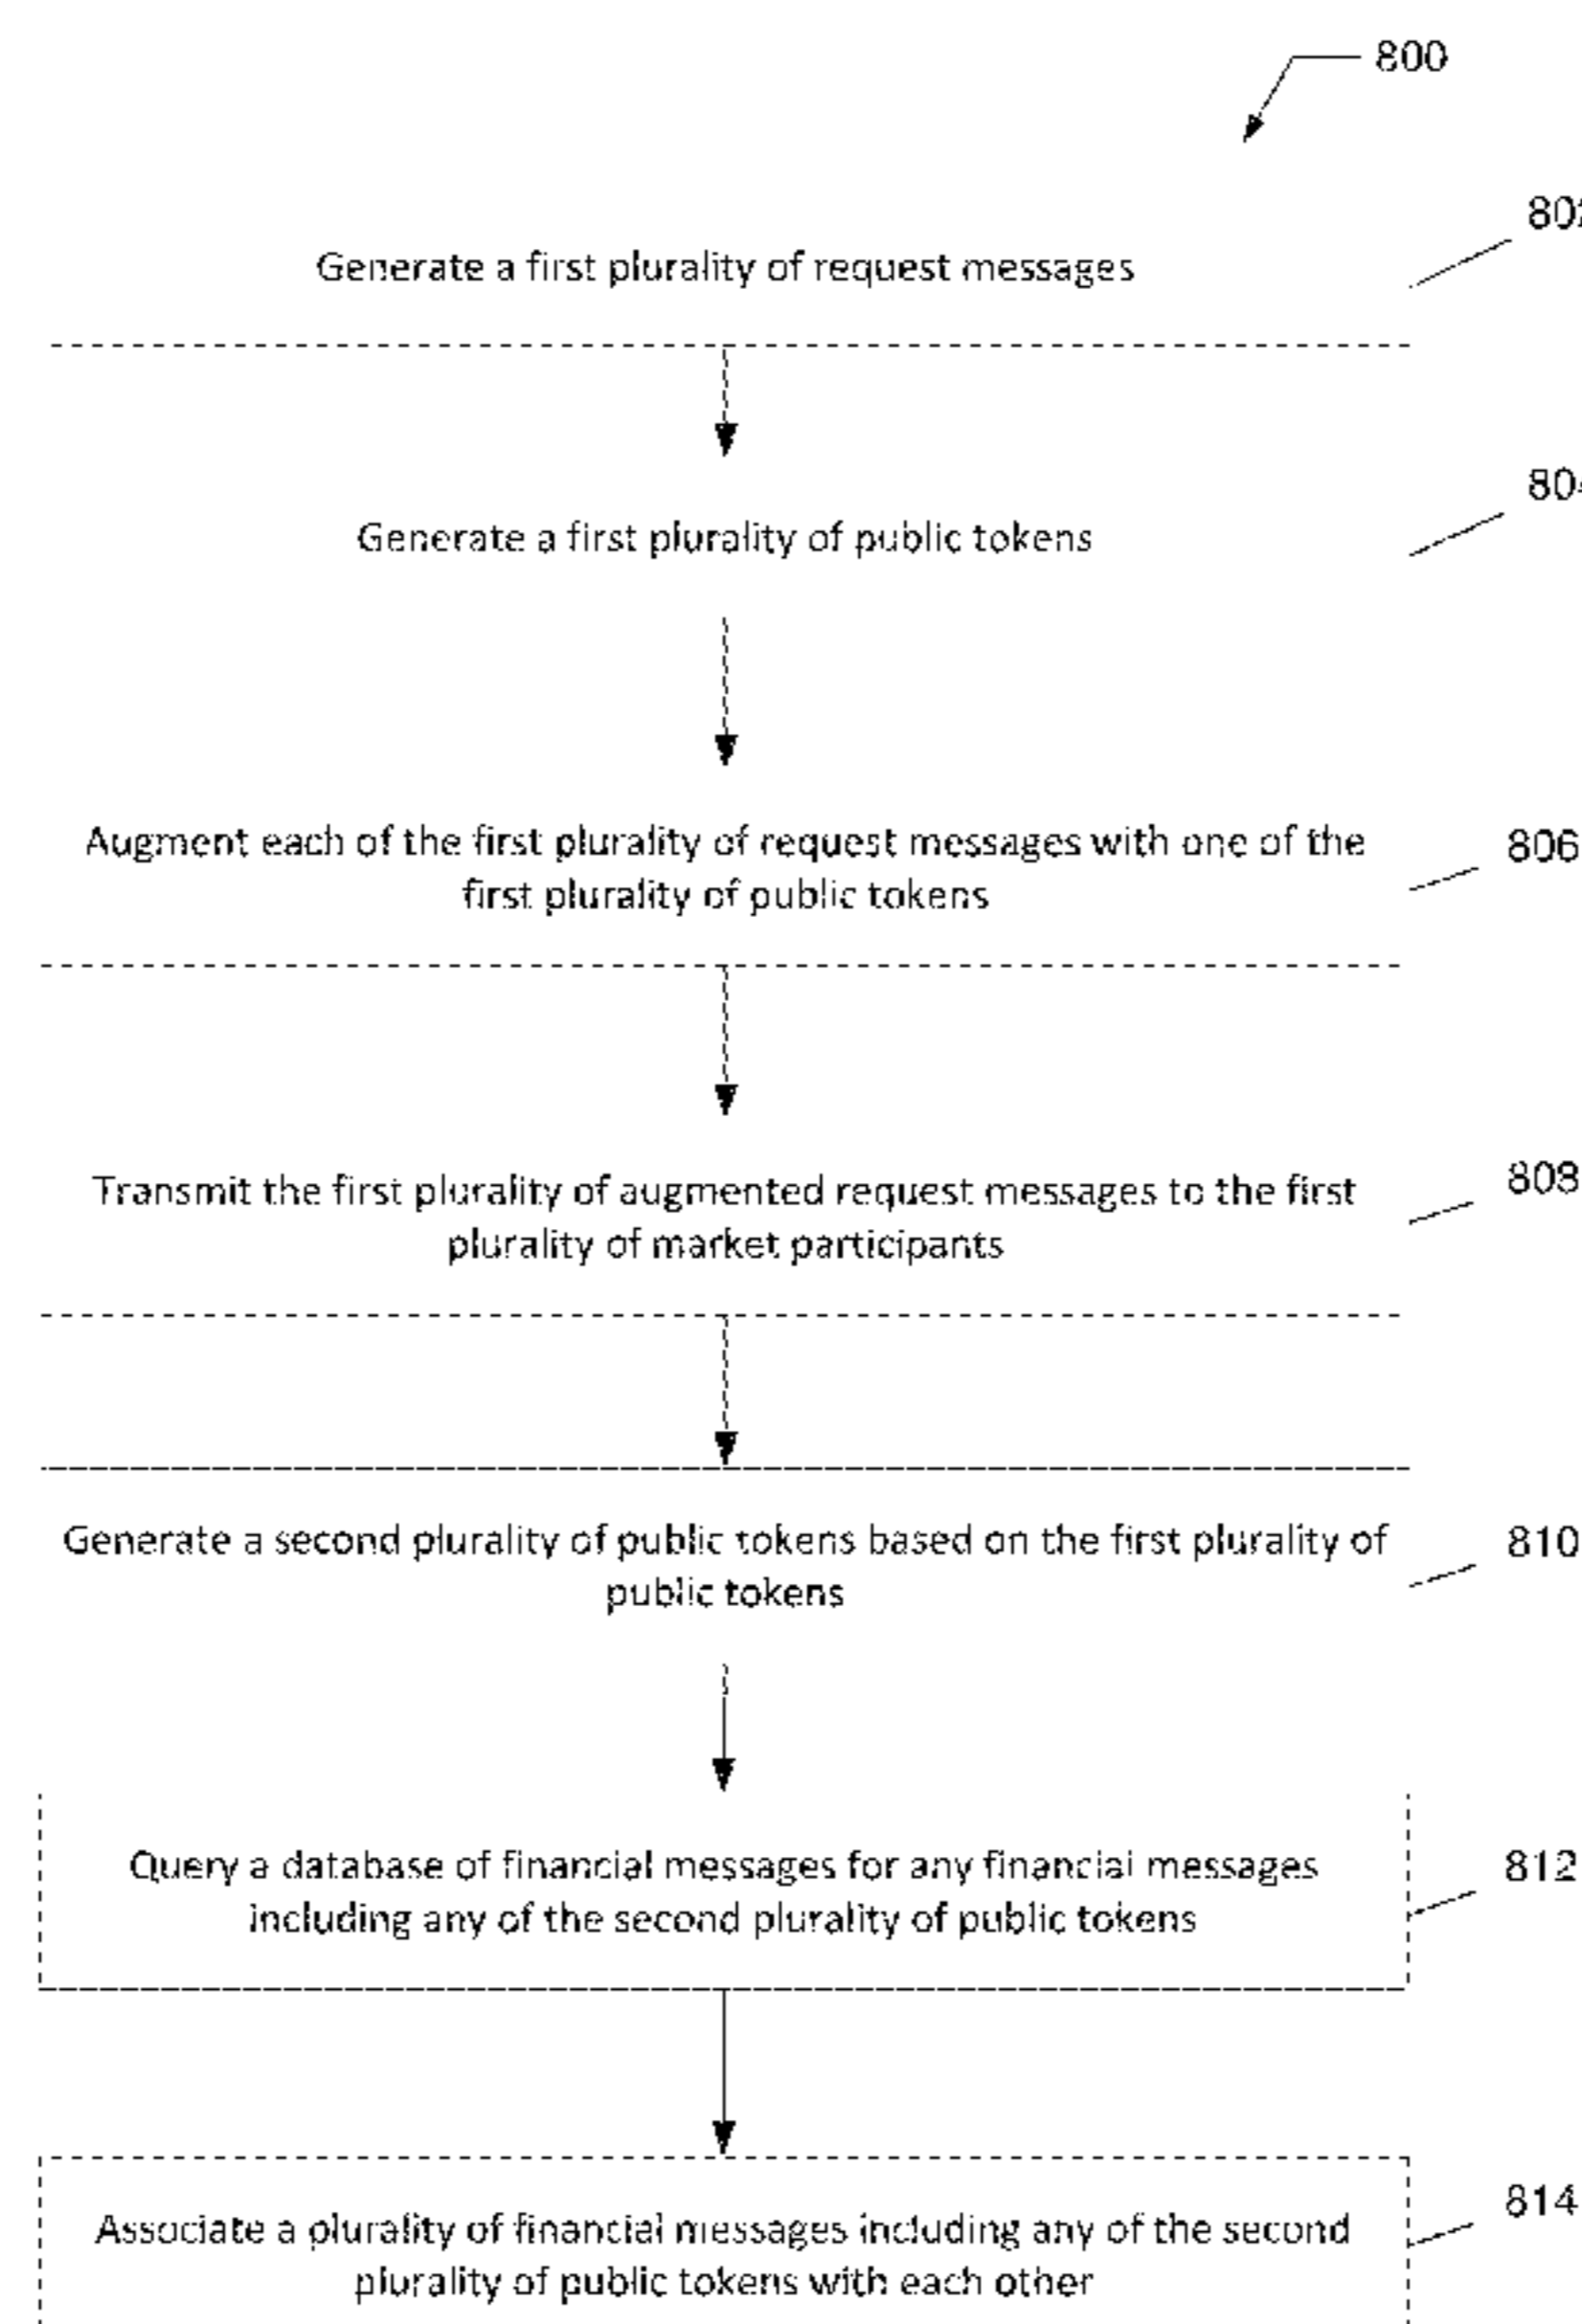 800
Generate a first plurality of request messages
Generate a first plurality of public tokens
Augment each of the first plurality of request messages with one of the
first plurality of public tokens
806
Transmit the first plurality of augmented request messages to the first
plurality of market participants
808
Generate a second plurality of public tokens based on the first plurality of
public tokens
810
Query a database of financial messages for any financial messages
including any of the second plurality of public tokens
812
Associate a plurality of financial messages including any of the second
plurality of public tokens with each other
814